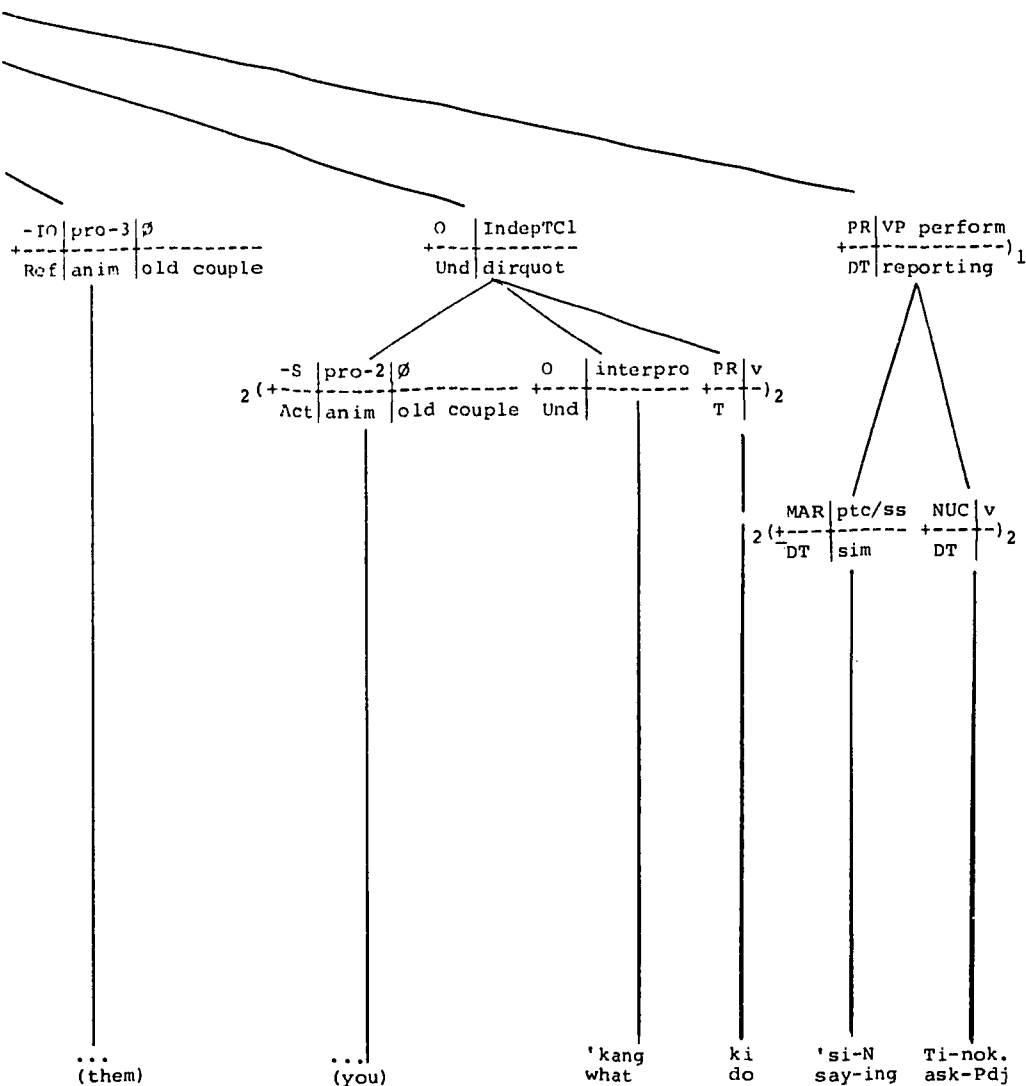 -IO|pro-3|Ø O |IndepTCl PR|VP perform
+----------------------- +-------------- +--------------)1
Ref|anim |old couple Und|dirquot DT|reporting
-S |pro-2|Ø O |interpro PR|v
2(+----------------------- +-------------- +----)2
Act|anim |old couple Und| T |
MAR|ptc/ss NUC|v
2(+------------ +-----)2
DT |sim DT |
... ... 'kang ki 'si-N Ti-nok.
(them) (you) what do say-ing ask-Pdj